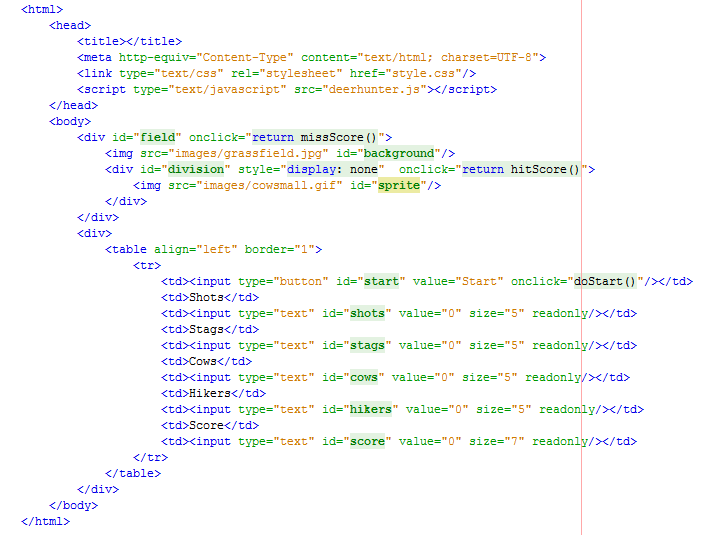 <html>
<head>
<title></title>
<meta http-equiv="Content-Type" content="text/html; charset=UTF-8">
<link type="text/css" rel="stylesheet" href="style.css"/>
<script type="text/javascript" src="deerhunter.js"></script>
</head>
<body>
<div id="field" onclick="return missScore()">
<img src="images/grassfield.jpg" id="background"/>
<div id="division" style="display: none"  onclick="return hitScore()">
<img src="images/cowsmall.gif" id="sprite"/>
</div>
</div>
<div>
<table align="left" border="1">
<tr>
<td><input type="button" id="start" value="Start" onclick="doStart()"/></td>
<td>Shots</td>
<td><input type="text" id="shots" value="0" size="5" readonly/></td>
<td>Stags</td>
<td><input type="text" id="stags" value="0" size="5" readonly/></td>
<td>Cows</td>
<td><input type="text" id="cows" value="0" size="5" readonly/></td>
<td>Hikers</td>
<td><input type="text" id="hikers" value="0" size="5" readonly/></td>
<td>Score</td>
<td><input type="text" id="score" value="0" size="7" readonly/></td>
</tr>
</table>
</div>
</body>
</html>